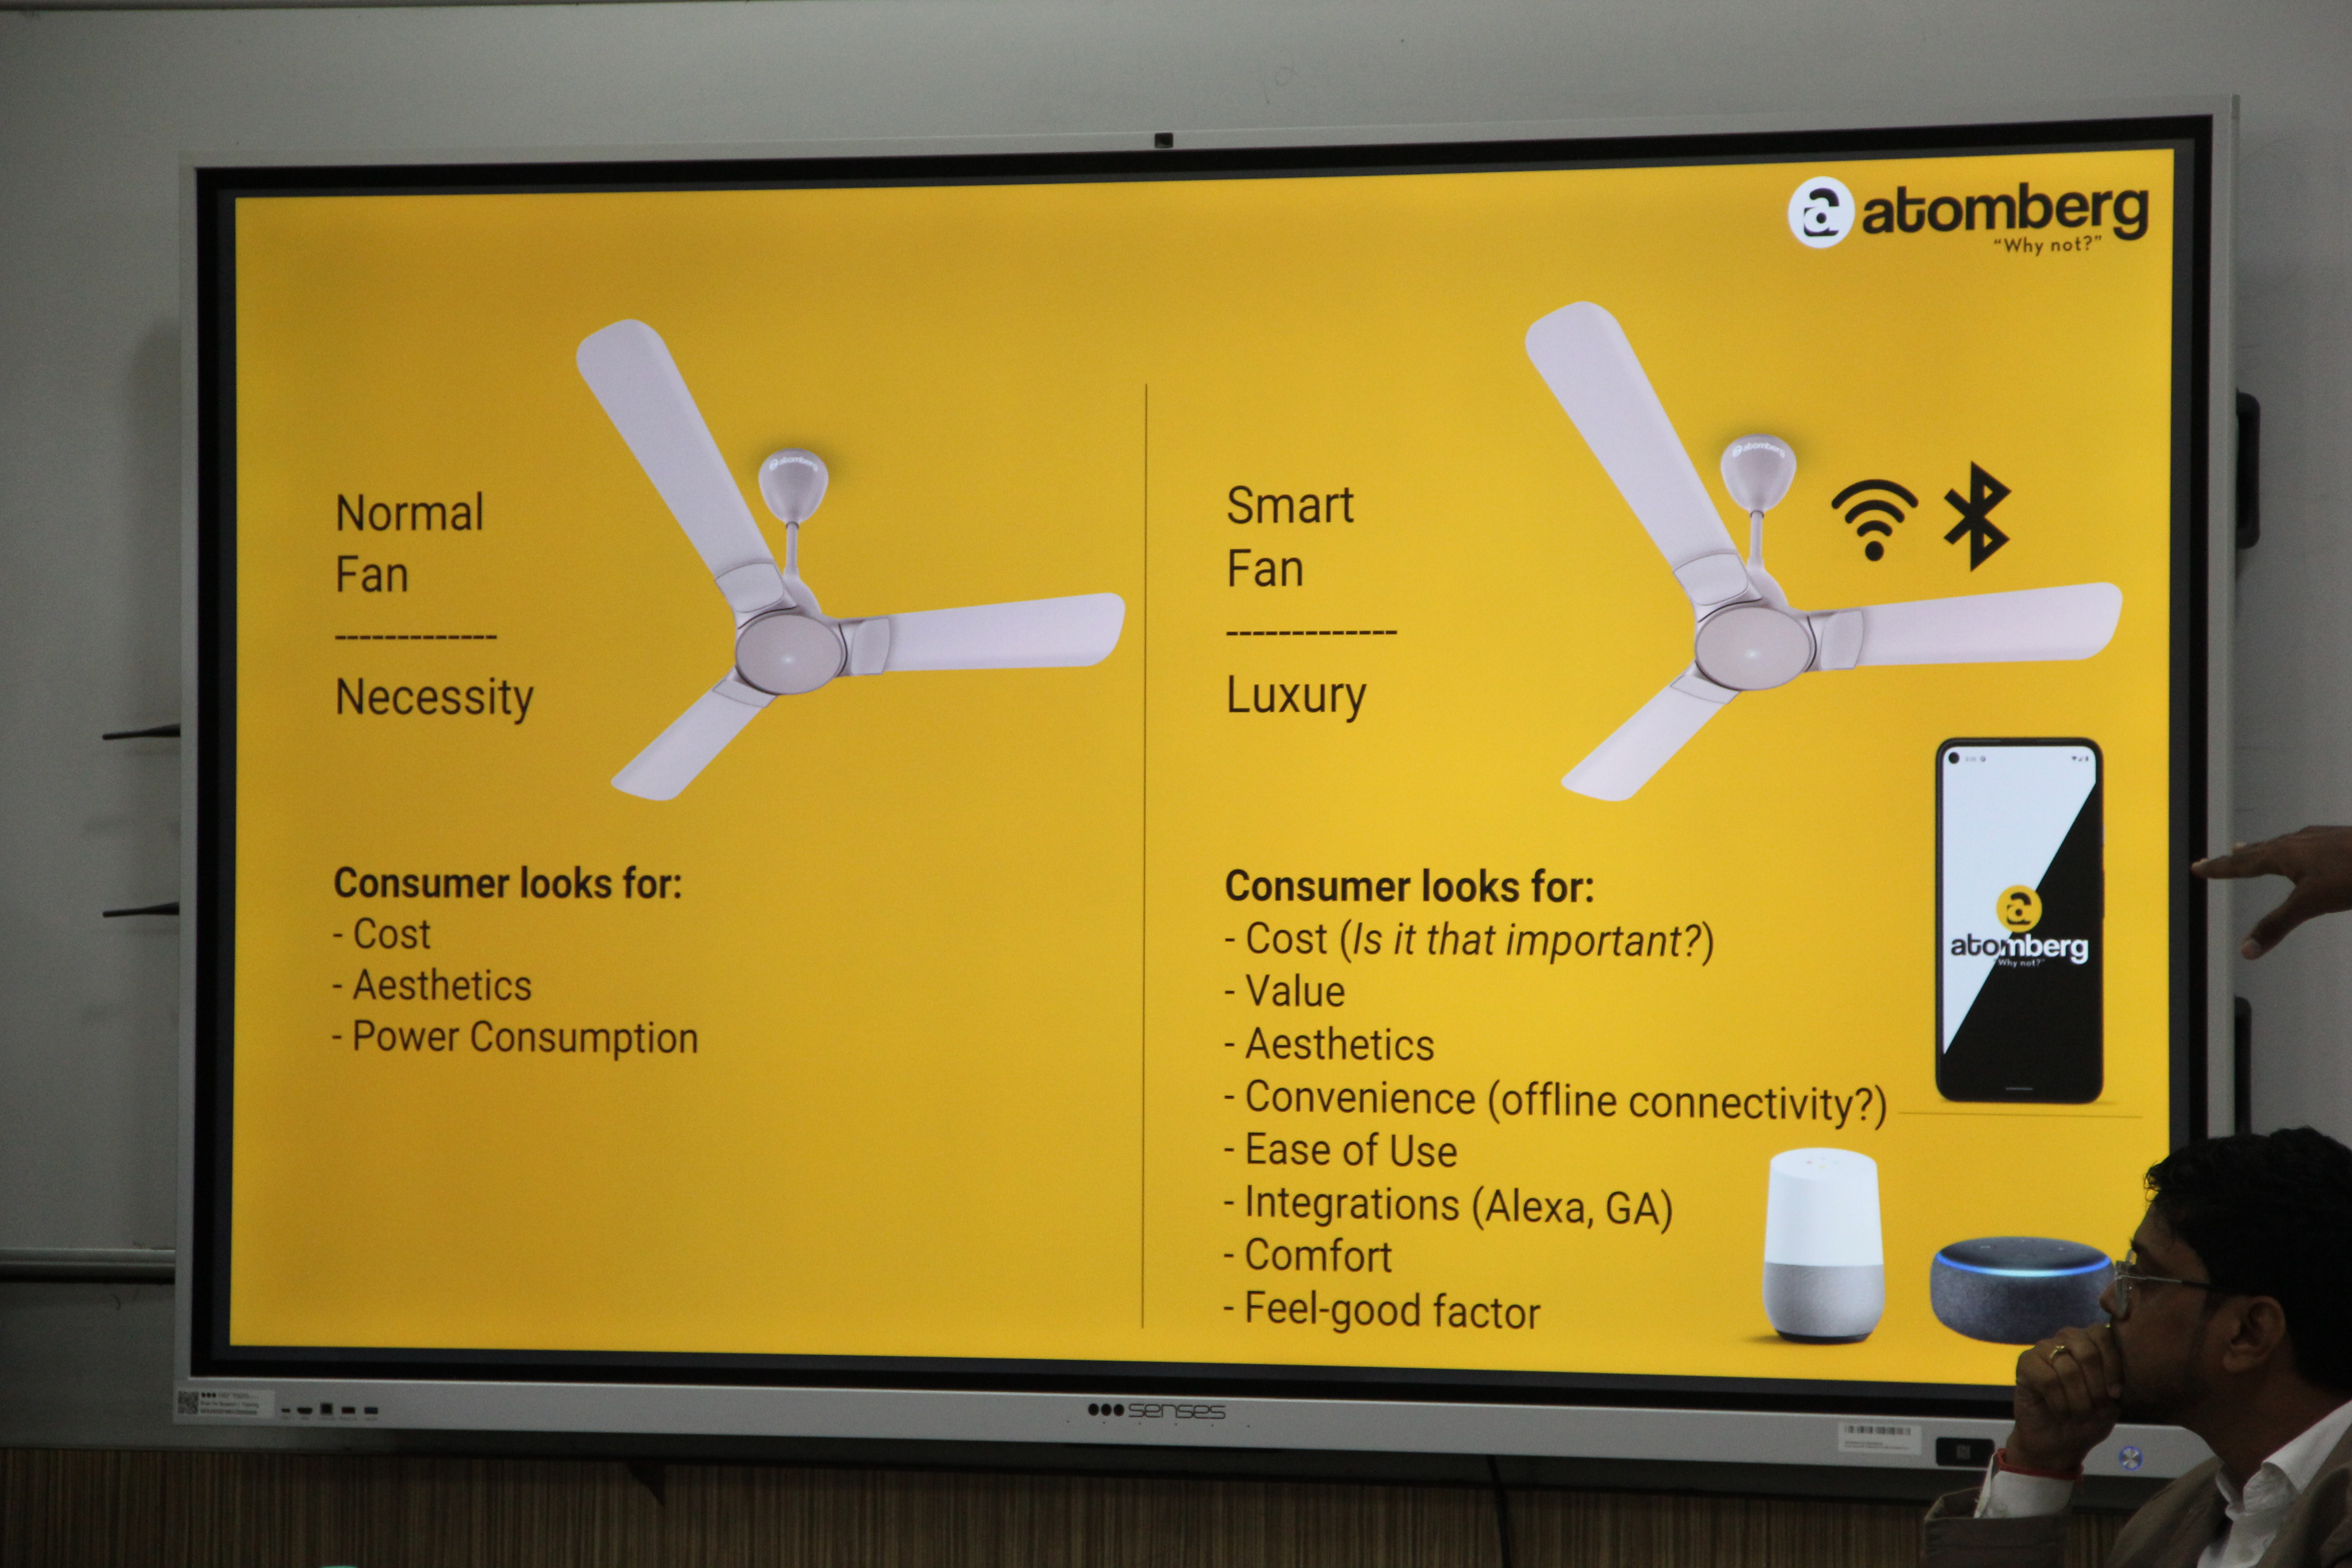 atomberg
"Why not?"
atomberg
Normal
Fan
-------------
Necessity
Consumer looks for:
- Cost
- Aesthetics
- Power Consumption
atomberg
Smart
Fan
-------------
Luxury
Consumer looks for:
- Cost (Is it that important?)
- Value
- Aesthetics
- Convenience (offline connectivity?)
- Ease of Use
- Integrations (Alexa, GA)
- Comfort
- Feel-good factor
atomberg
"Why not?"
senses